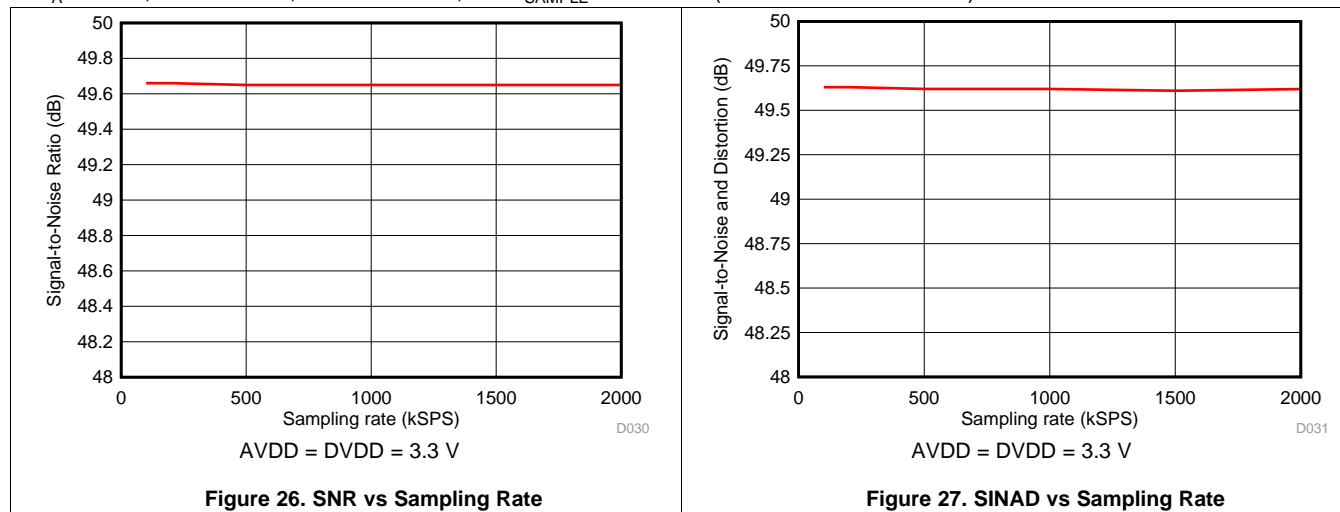 SAMPLE
50
49.8
49.6
49.4
49.2
49
48.8
48.6
48.4
48.2
48
Signal-to-Noise Ratio (dB)
0 500 1000 1500 2000
Sampling rate (kSPS)
D030
AVDD = DVDD = 3.3 V
Figure 26. SNR vs Sampling Rate
50
49.75
49.5
49.25
49
48.75
48.5
48.25
48
Signal-to-Noise and Distortion (dB)
0 500 1000 1500 2000
Sampling rate (kSPS)
D031
AVDD = DVDD = 3.3 V
Figure 27. SINAD vs Sampling Rate